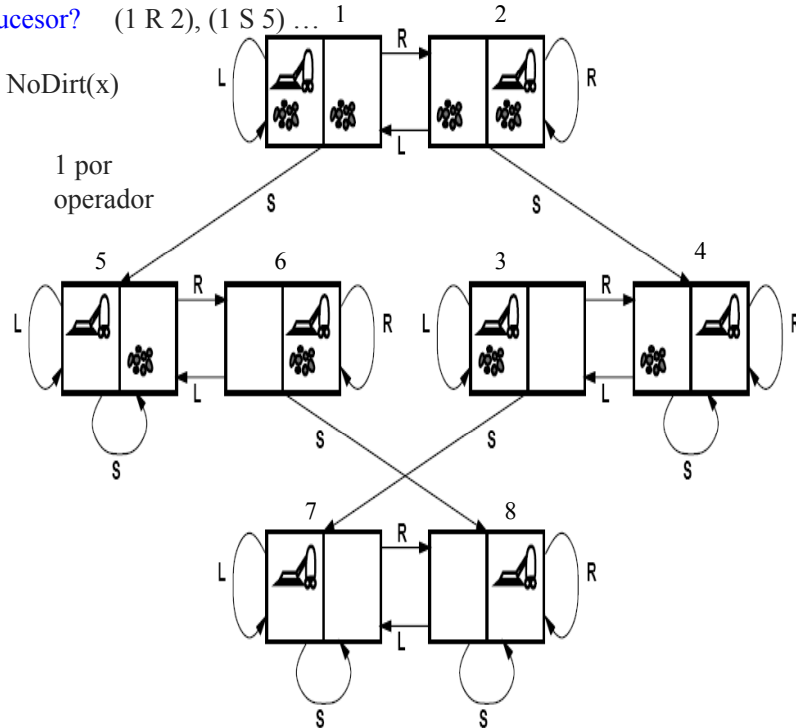 ucesor? (1 R 2), (1 S 5) ...
1 2
R
L R
NoDirt(x)
L
1 por
operador
S S
5 6 3 4
R R
L R L R
L L
S S S S
7 8
R
L R
L
S S